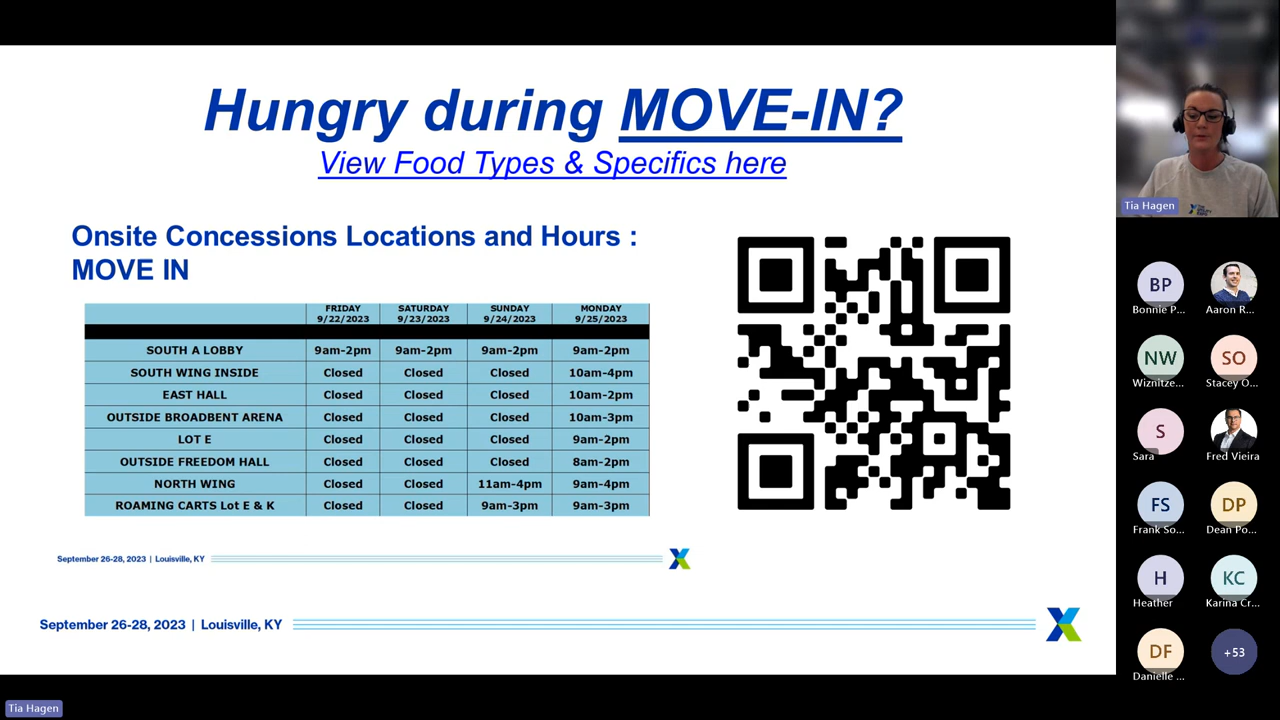 Hungry during MOVE-IN?
View Food Types & Specifics here
Onsite Concessions Locations and Hours :
MOVE IN
FRIDAY 9/22/2023 SATURDAY 9/23/2023 SUNDAY 9/24/2023 MONDAY 9/25/2023
SOUTH A LOBBY 9am-2pm 9am-2pm 9am-2pm 9am-2pm
SOUTH WING INSIDE Closed Closed Closed 10am-4pm
EAST HALL Closed Closed Closed 10am-2pm
OUTSIDE BROADBENT ARENA Closed Closed Closed 10am-3pm
LOT E Closed Closed Closed 9am-2pm
OUTSIDE FREEDOM HALL Closed Closed Closed 8am-2pm
NORTH WING Closed Closed 11am-4pm 9am-4pm
ROAMING CARTS Lot E & K Closed Closed 9am-3pm 9am-3pm
September 26-28, 2023 | Louisville, KY
September 26-28, 2023 | Louisville, KY
Tia Hagen
Tia Hagen
BP
Bonnie P... Aaron R...
NW SO
Wiznitze... Stacey O...
S
Sara Fred Vieira
FS DP
Frank So... Dean Po...
H KC
Heather Karina Cr...
DF +53
Danielle ...